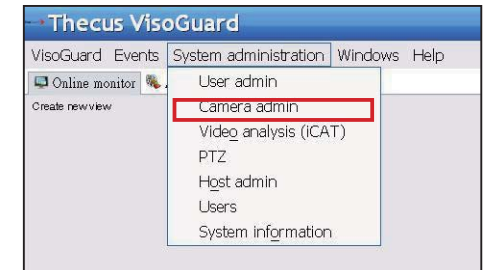 Thecus VisoGuard
VisoGuard Events System administration Windows Help
Online monitor
Create new view
User admin
Camera admin
Video analysis (iCAT)
PTZ
Host admin
Users
System information